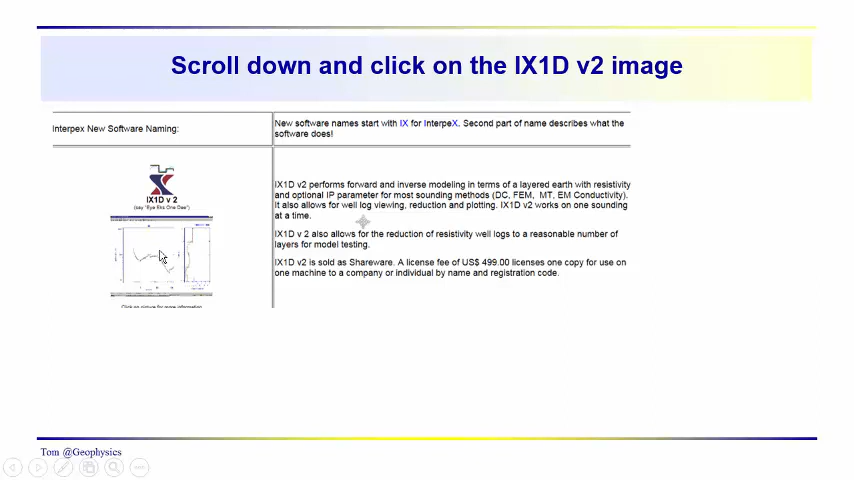 Scroll down and click on the IX1D v2 image
Interpex New Software Naming:
New software names start with IX for InterpeX. Second part of name describes what the
software does!
IX1D v 2
(say "Eye Eks One Dee")
IX1D v2 performs forward and inverse modeling in terms of a layered earth with resistivity
and optional IP parameter for most sounding methods (DC, FEM, MT, EM Conductivity).
It also allows for well log viewing, reduction and plotting. IX1D v2 works on one sounding
at a time.
IX1D v 2 also allows for the reduction of resistivity well logs to a reasonable number of
layers for model testing.
IX1D v2 is sold as Shareware. A license fee of US$ 499.00 licenses one copy for use on
one machine to a company or individual by name and registration code.
Click on picture for more information
Tom @Geophysics